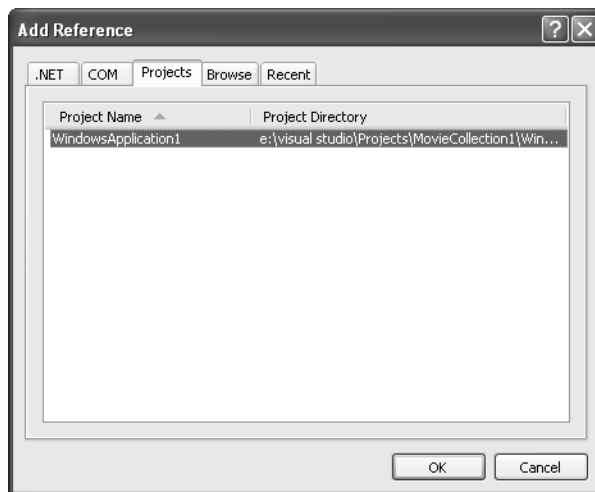 Add Reference
.NET COM Projects Browse Recent
Project Name Project Directory
WindowsApplication1 e:\visual studio\Projects\MovieCollection1\Win...
OK Cancel